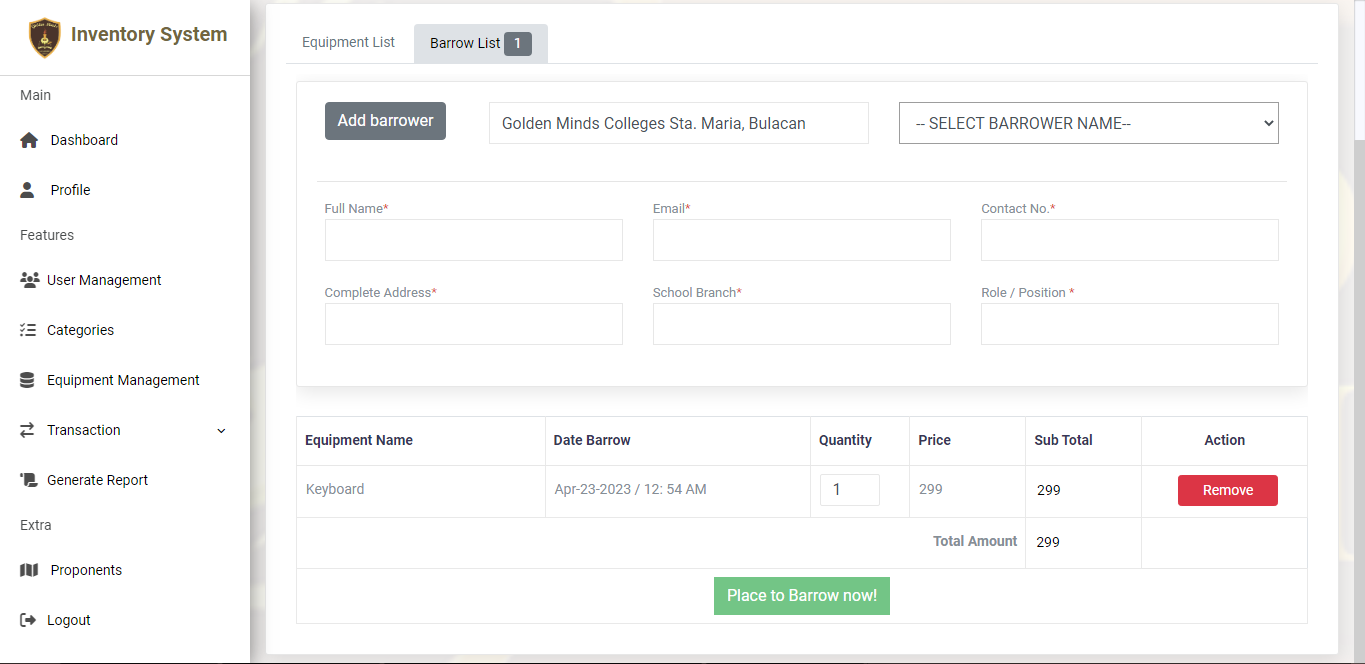 Inventory System
Main
Dashboard
Profile
Features
User Management
Categories
Equipment Management
Transaction
Generate Report
Extra
Proponents
Logout
Equipment List
Barrow List 1
Add barrower
Golden Minds Colleges Sta. Maria, Bulacan
-- SELECT BARROWER NAME--
Full Name* Email* Contact No.*
Complete Address* School Branch* Role / Position *
Equipment Name Date Barrow Quantity Price Sub Total Action
Keyboard Apr-23-2023 / 12: 54 AM 1 299 299 Remove
Total Amount 299
Place to Barrow now!